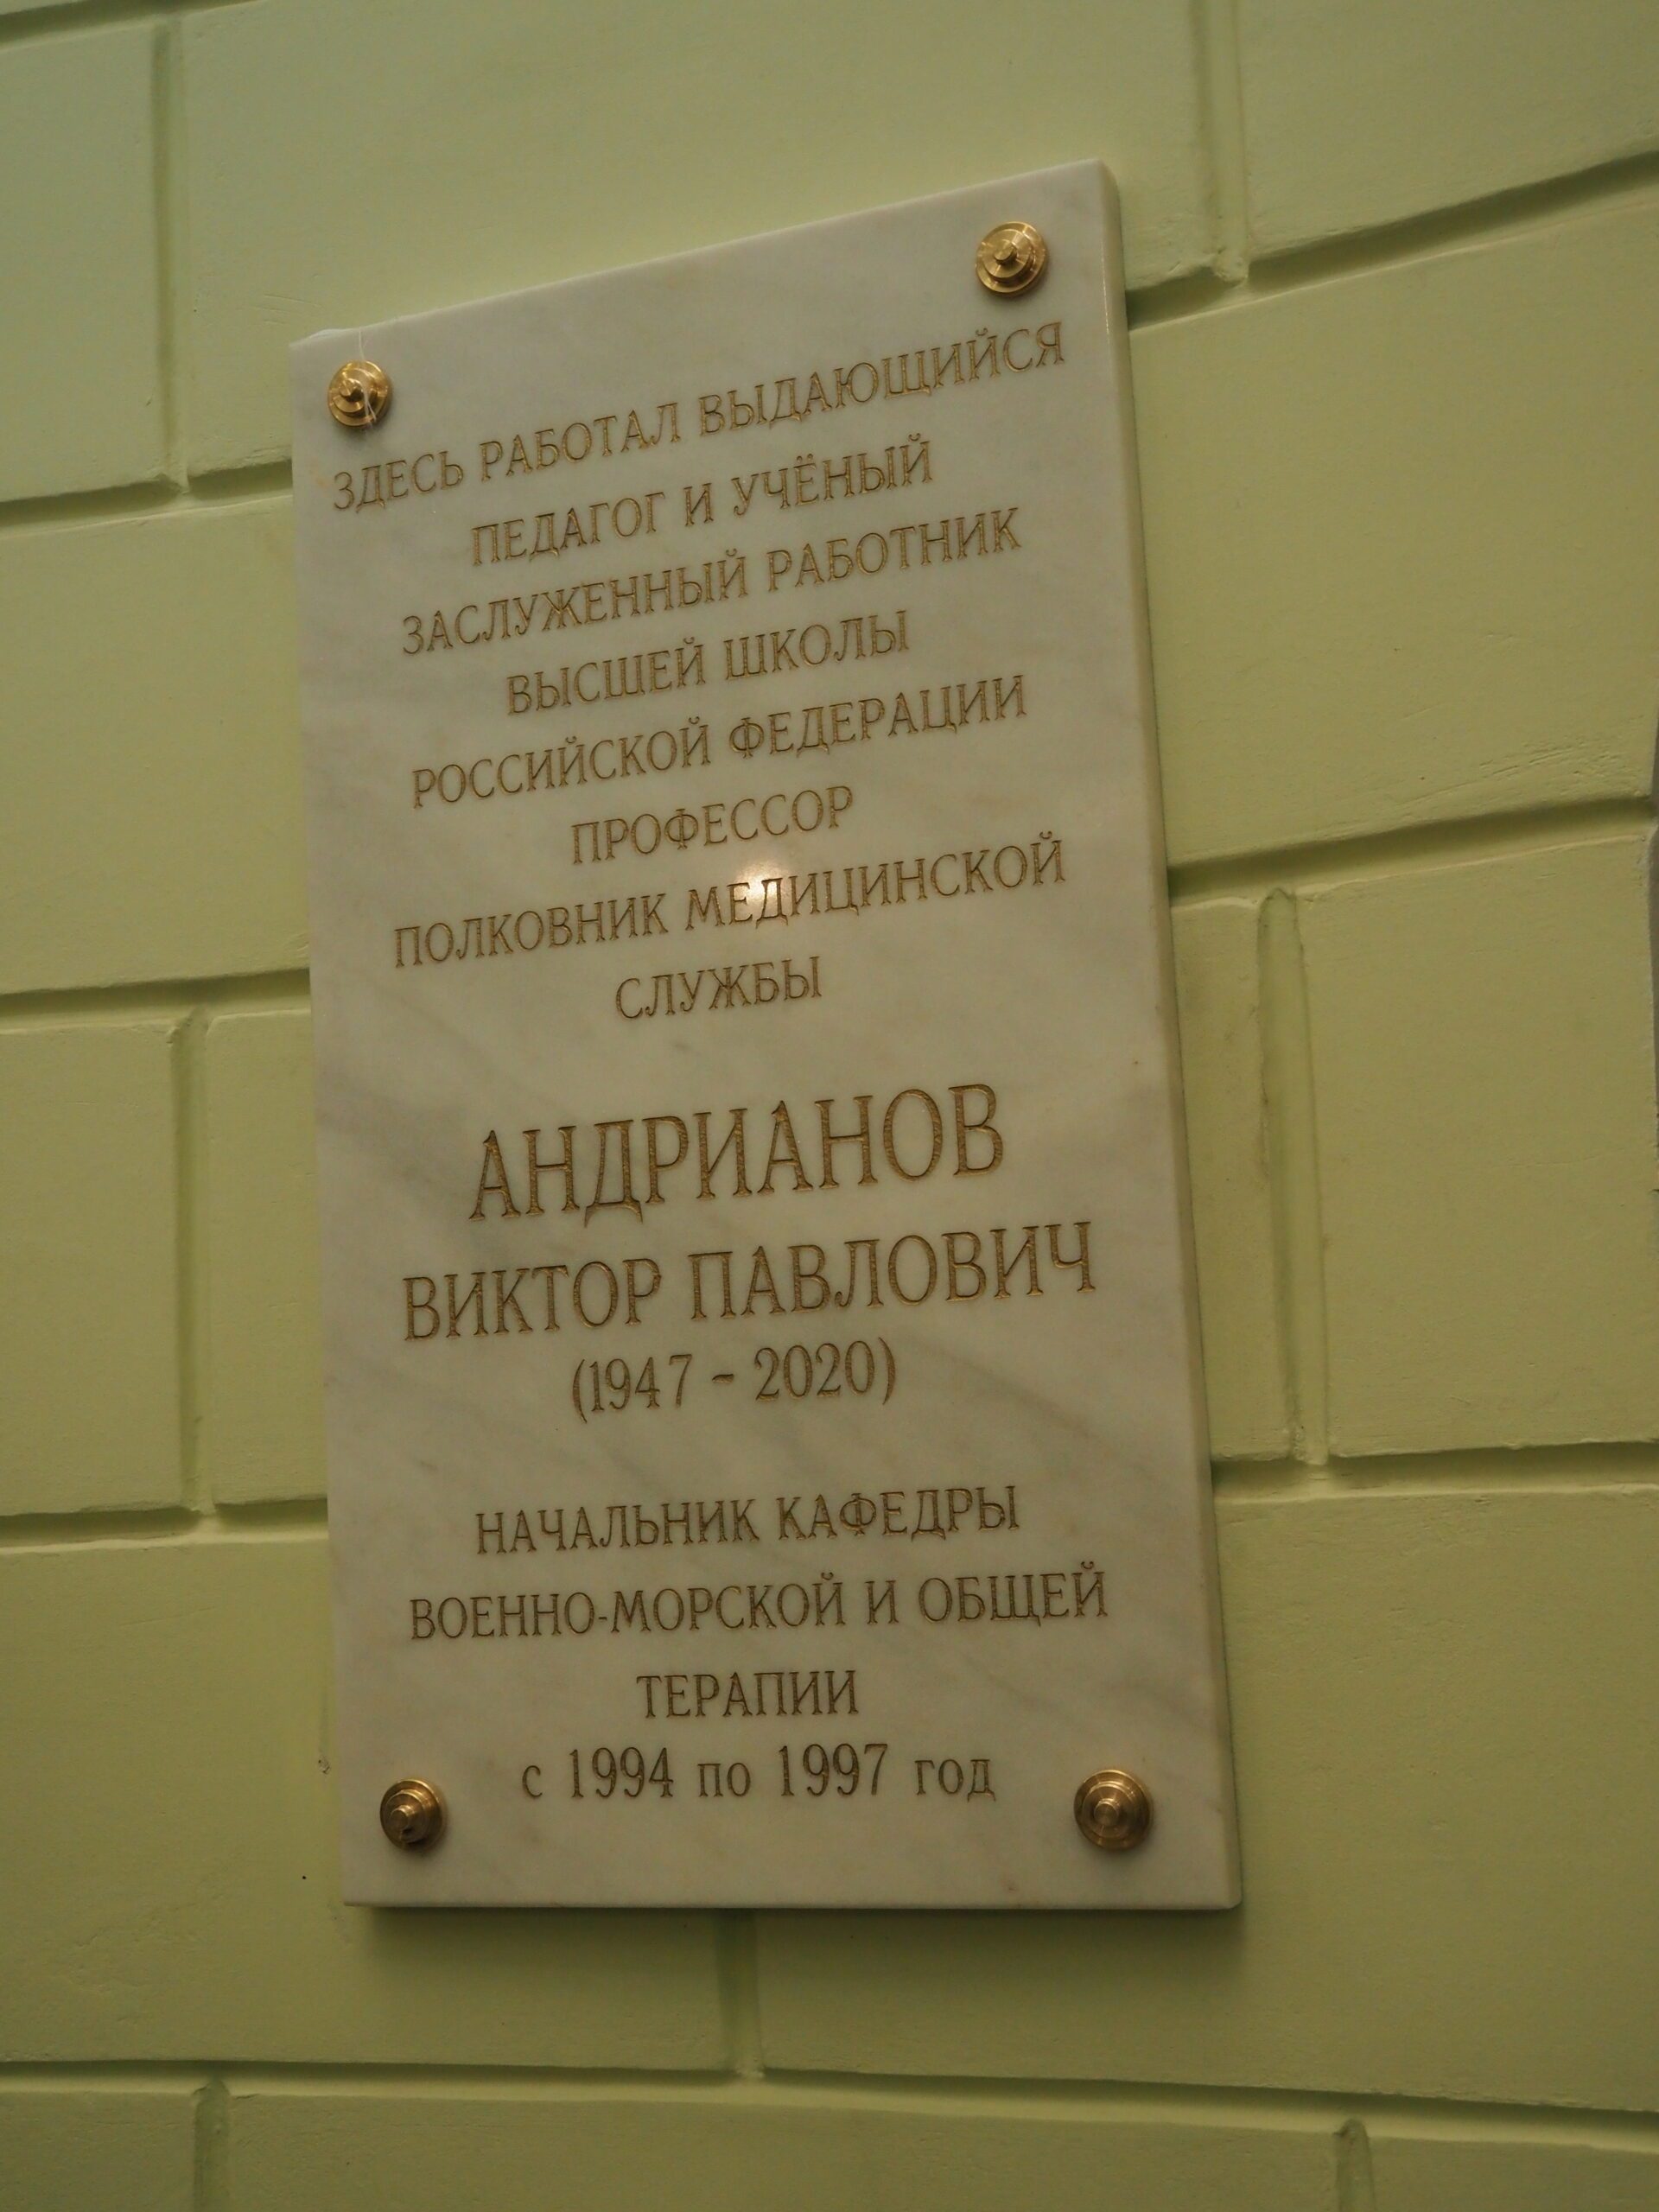 ЗДЕСЬ РАБОТАЛ ВЫДАЮЩИЙСЯ
ПЕДАГОГ И УЧЁНЫЙ
ЗАСЛУЖЕННЫЙ РАБОТНИК
ВЫСШЕЙ ШКОЛЫ
РОССИЙСКОЙ ФЕДЕРАЦИИ
ПРОФЕССОР
ПОЛКОВНИК МЕДИЦИНСКОЙ
СЛУЖБЫ
АНДРИАНОВ
ВИКТОР ПАВЛОВИЧ
(1947 - 2020)
НАЧАЛЬНИК КАФЕДРЫ
ВОЕННО-МОРСКОЙ И ОБЩЕЙ
ТЕРАПИИ
с 1994 по 1997 год